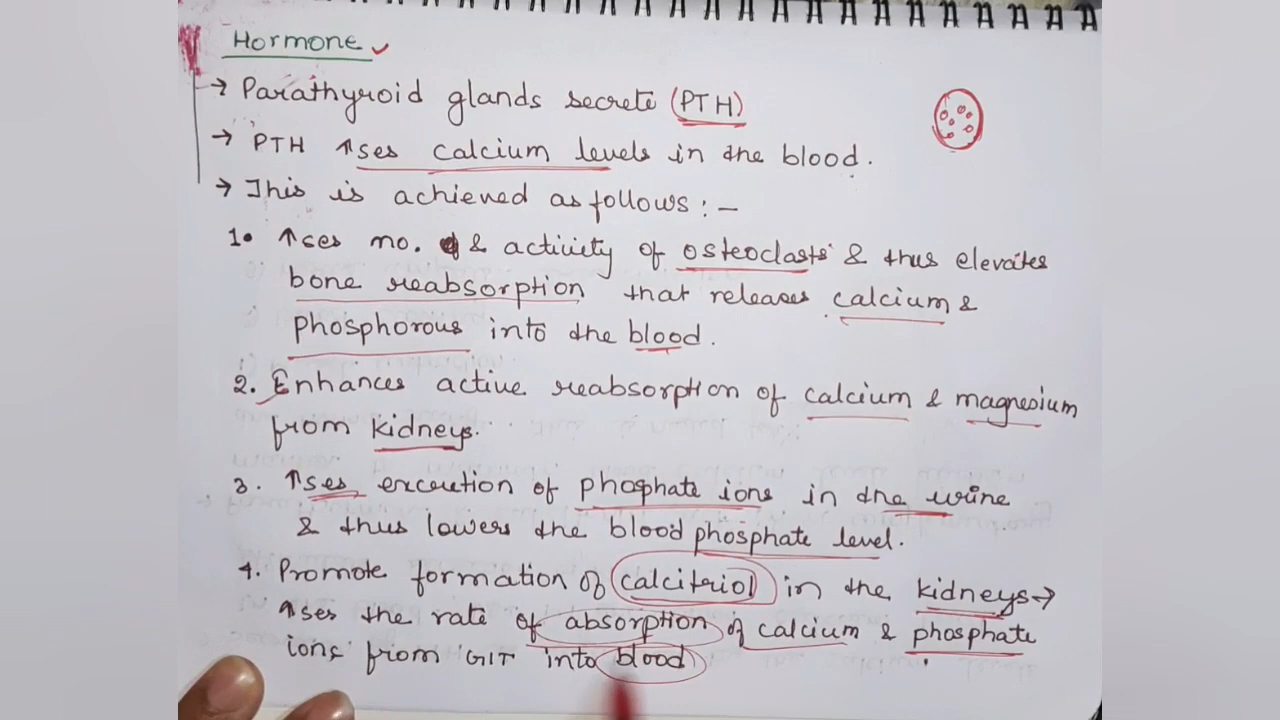 Hormone
→ Parathyroid glands secrete (PTH)
→ PTH ↑ses calcium levels in the blood.
→ This is achieved as follows : –
1. ↑ses no. & activity of osteoclasts & thus elevates
bone reabsorption that releases calcium &
phosphorous into the blood.
2. Enhances active reabsorption of calcium & magnesium
from kidneys.
3. ↑ses excretion of phosphate ions in the urine
& thus lowers the blood phosphate level.
4. Promote formation of calcitriol in the kidneys→
↑ses the rate of absorption of calcium & phosphate
ions from GIT into blood